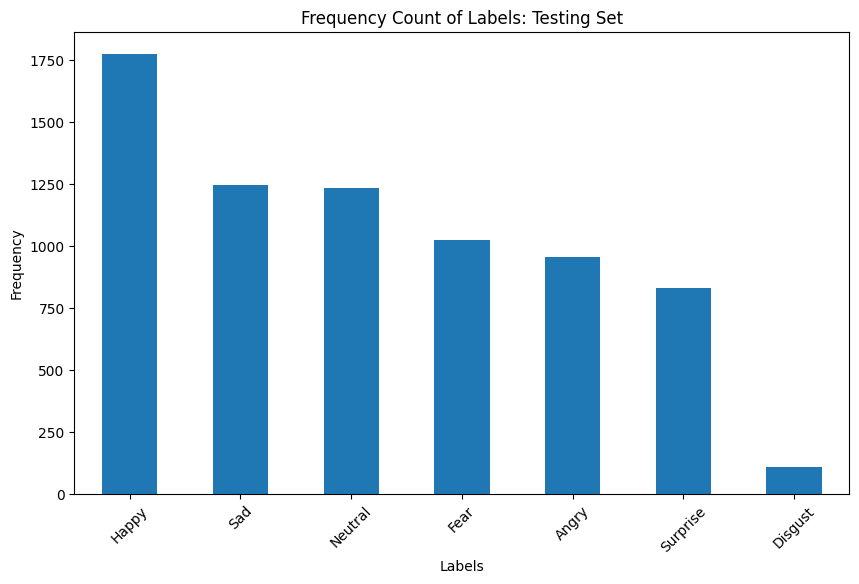 Frequency Count of Labels: Testing Set
1750
1500
1250
1000
750
500
250
0
Frequency
Happy
Sad
Neutral
Fear
Angry
Surprise
Disgust
Labels